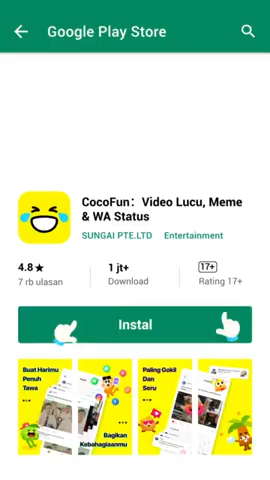 Google Play Store
CocoFun： Video Lucu, Meme
& WA Status
SUNGAI PTE.LTD Entertainment
4.8★ 1 jt+ 17+
7 rb ulasan Download Rating 17+
Instal
Buat Harimu
Penuh
Tawa
Bagikan
Kebahagiaanmu
Paling Gokil
Dan
Seru